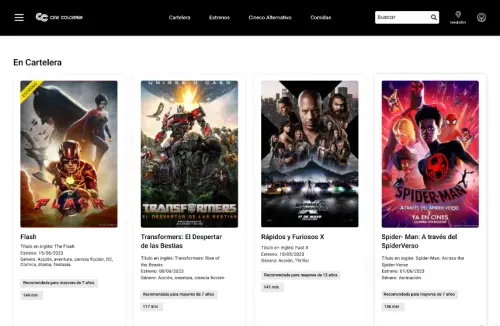 CINE COLOMBIA
Cartelera
Estrenos
Cineco Alternativo
Comidas
Buscar
Medellín
En Cartelera
ESTRENO
UNIRSE O CAER
TRANSFORMERS
EL DESPERTAR DE LAS BESTIAS
SPIDER-MAN
A TRAVÉS DEL SPIDER-VERSO
YA EN CINES
Flash
Título en inglés: The Flash
Estreno: 15/06/2023
Género: Acción, aventura, ciencia ficción, DC,
Comics, drama, fantasía.
Recomendada para mayores de 7 años
144 min
Transformers: El Despertar
de las Bestias
Título en inglés: Transformers: Rise of
the Beasts
Estreno: 08/06/2023
Género: Acción, Aventura, ciencia ficción
Recomendada para mayores de 7 años
117 min
Rápidos y Furiosos X
Título en inglés: Fast X
Estreno: 18/05/2023
Género: Acción, Thriller
Recomendada para mayores de 12 años
141 min
Spider- Man: A través del
SpiderVerso
Título en inglés: Spider-Man: Across the
Spider-Verse
Estreno: 01/06/2023
Género: Animación
Recomendada para mayores de 7 años
136 min